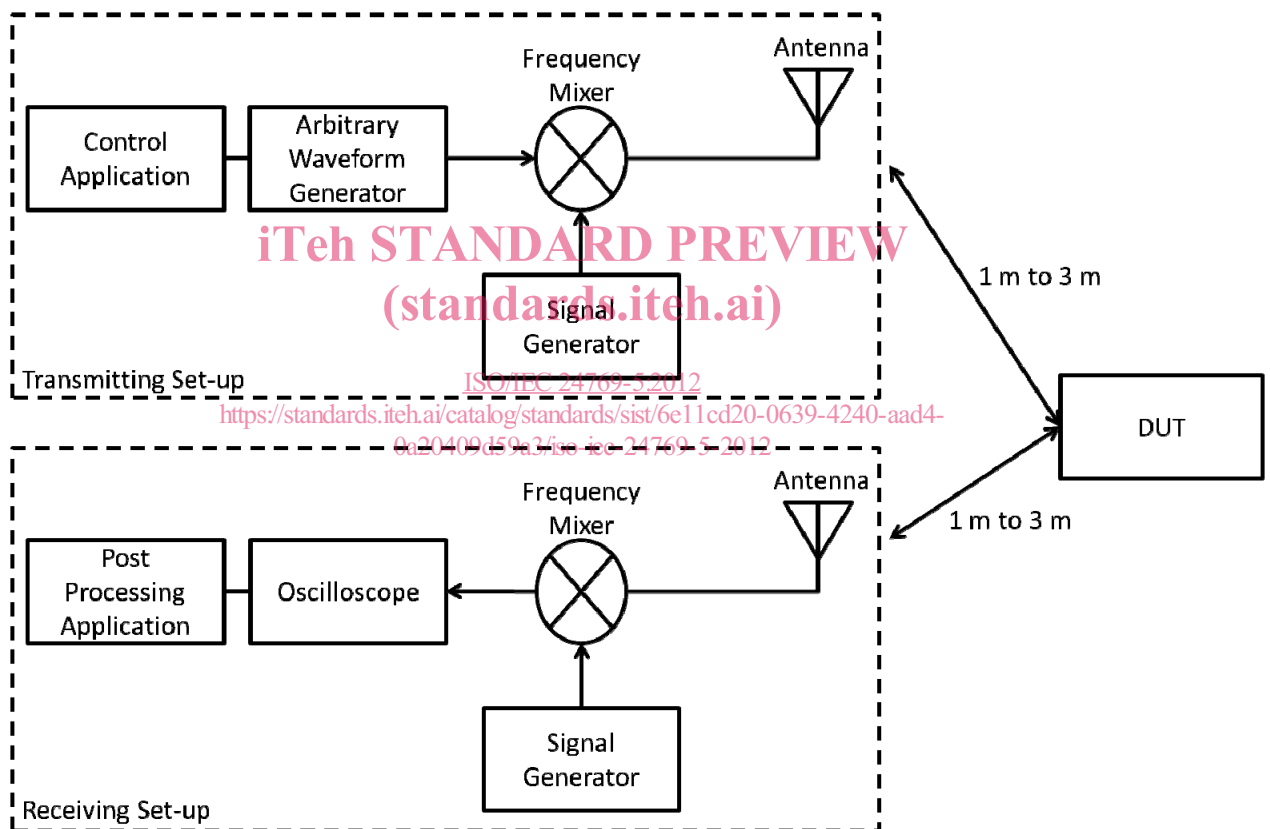 Antenna
Frequency
Mixer
Control
Application
Arbitrary
Waveform
Generator
iTeh STANDARD PREVIEW
(standards.iteh.ai)
1 m to 3 m
Signal
Generator
Transmitting Set-up
ISO/IEC 24769-5:2012
https://standards.iteh.ai/catalog/standards/sist/6e11cd20-0639-4240-aad4-
0a20409d59a3/iso-iec-24769-5-2012
DUT
Antenna
Frequency
Mixer
1 m to 3 m
Post
Processing
Application
Oscilloscope
Signal
Generator
Receiving Set-up